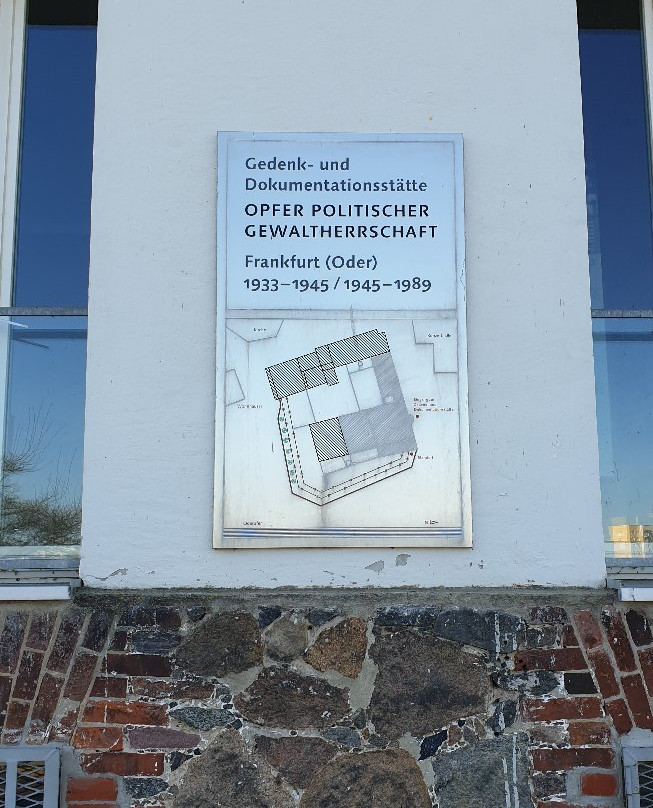 Gedenk- und
Dokumentationsstätte
OPFER POLITISCHER
GEWALTHERRSCHAFT
Frankfurt (Oder)
1933–1945 / 1945–1989